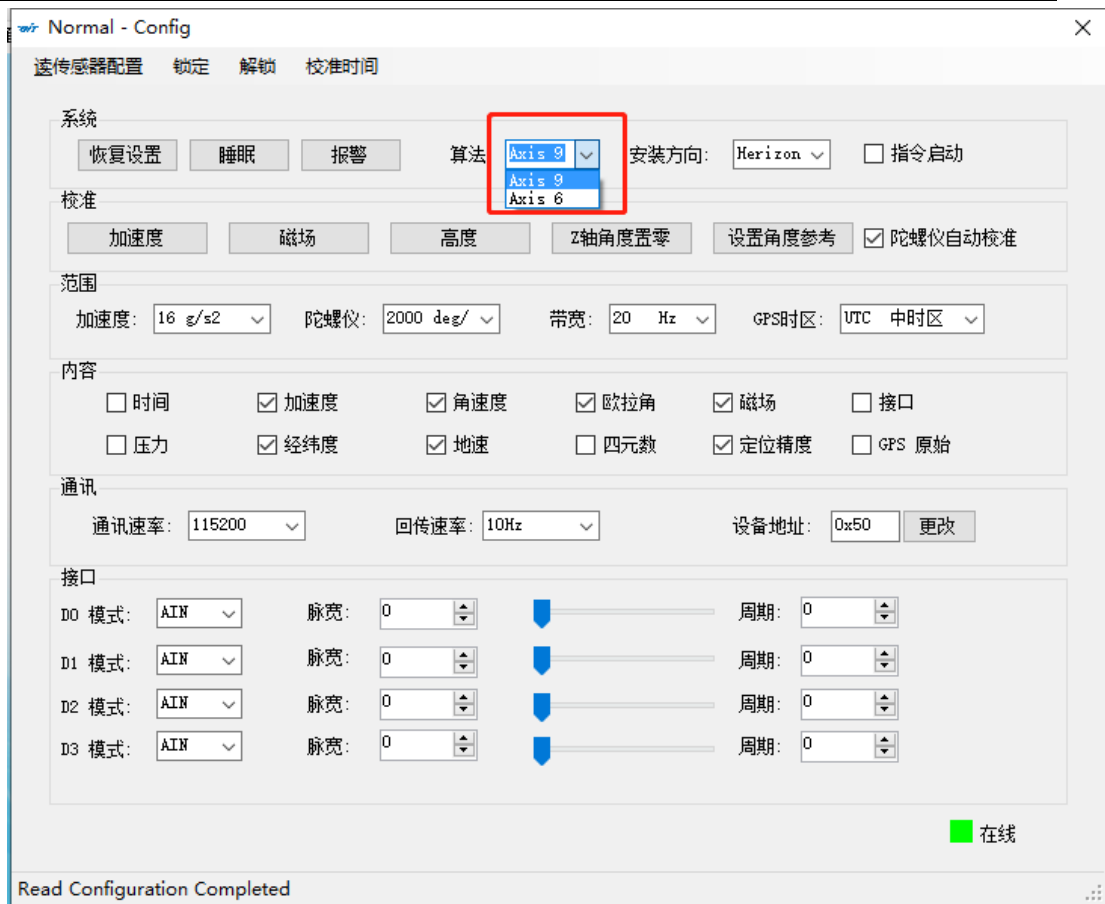 Normal - Config
读传感器配置 锁定 解锁 校准时间
系统
恢复设置 睡眠 报警 算法 Axis 9 安装方向: Herizon 指令启动
Axis 9
Axis 6
校准
加速度 磁场 高度 Z轴角度置零 设置角度参考 陀螺仪自动校准
范围
加速度: 16 g/s2 陀螺仪: 2000 deg/ 带宽: 20 Hz GPS时区: UTC 中时区
内容
时间 加速度 角速度 欧拉角 磁场 接口
压力 经纬度 地速 四元数 定位精度 GPS 原始
通讯
通讯速率: 115200 回传速率: 10Hz 设备地址: 0x50 更改
接口
D0 模式: AIN 脉宽: 0 周期: 0
D1 模式: AIN 脉宽: 0 周期: 0
D2 模式: AIN 脉宽: 0 周期: 0
D3 模式: AIN 脉宽: 0 周期: 0
在线
Read Configuration Completed